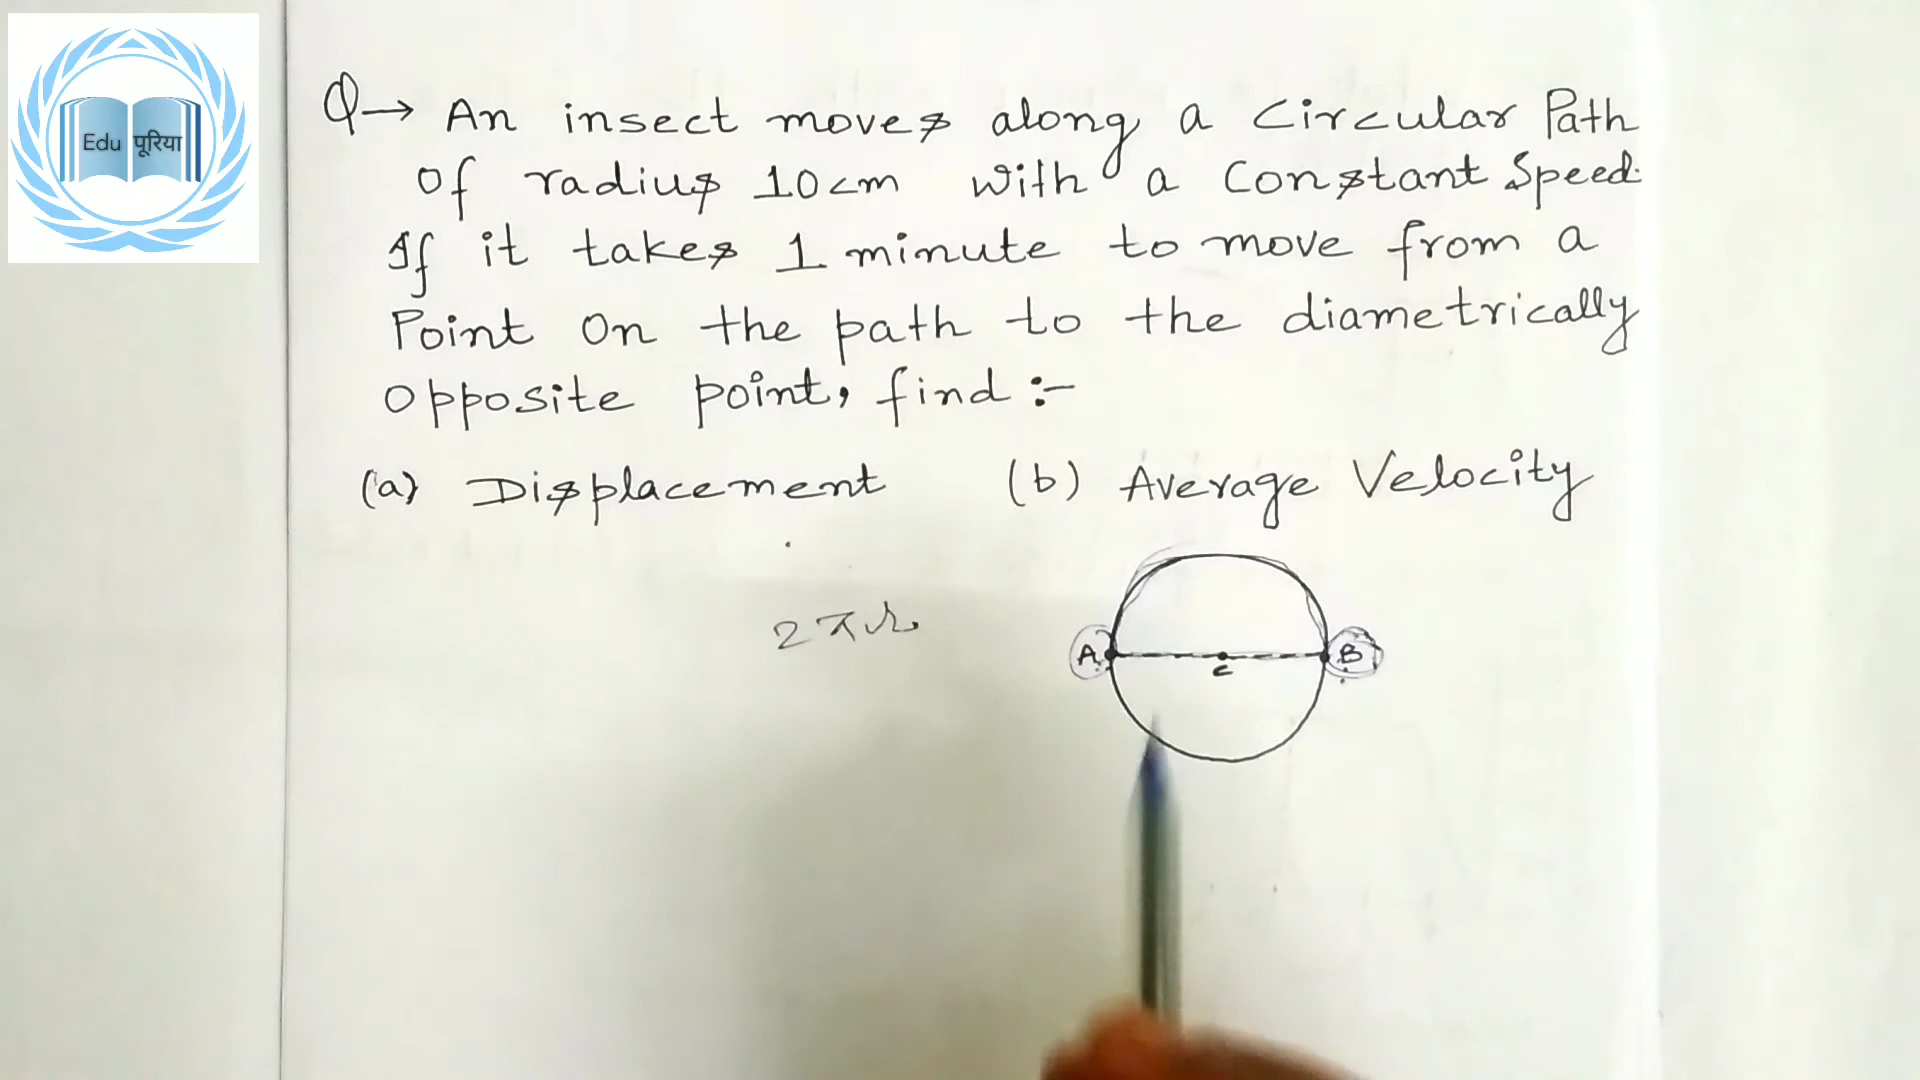 Edu पूरिया
Q→ An insect moves along a Circular Path
Of radius 10cm with a Constant Speed.
If it takes 1 minute to move from a
Point On the path to the diametrically
Opposite point, find :-
(a) Displacement (b) Average Velocity
2πr
A B
c